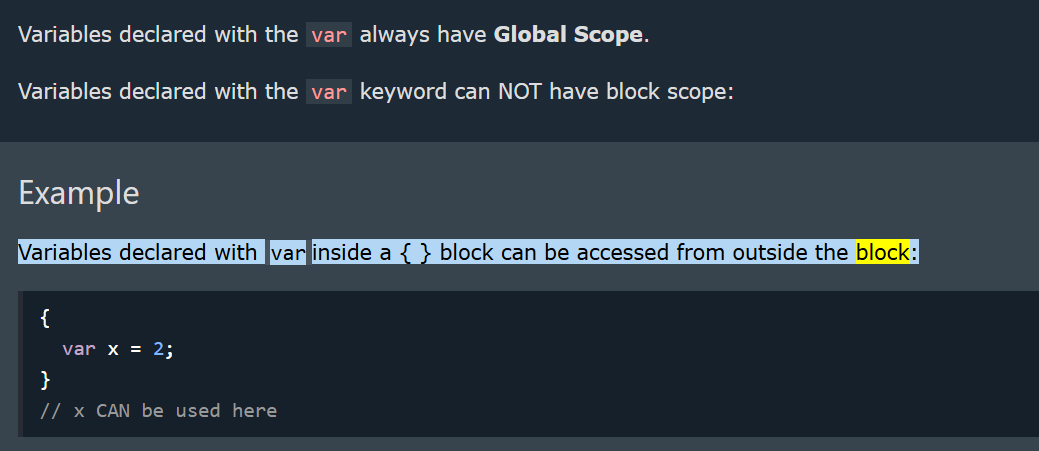 Variables declared with the var always have Global Scope.
Variables declared with the var keyword can NOT have block scope:
Example
Variables declared with var inside a { } block can be accessed from outside the block:
{
  var x = 2;
}
// x CAN be used here